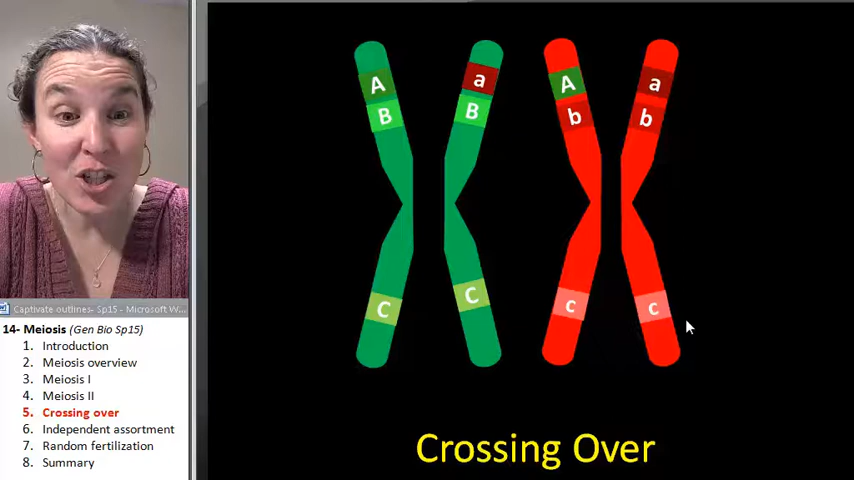 A a A a
B B b b
C C c c
Crossing Over
Captivate outlines- Sp15 - Microsoft W...
14- Meiosis (Gen Bio Sp15)
1. Introduction
2. Meiosis overview
3. Meiosis I
4. Meiosis II
5. Crossing over
6. Independent assortment
7. Random fertilization
8. Summary